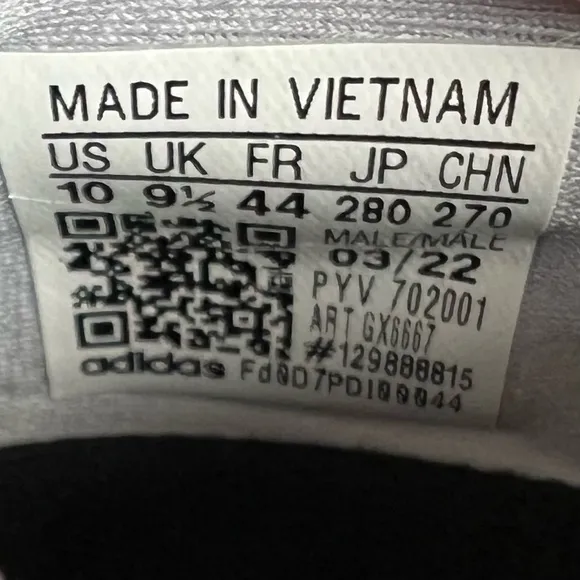 MADE IN VIETNAM
US UK FR JP CHN
10 9½ 44 280 270
MALE/MALE
03/22
PYV 702001
ART GX6667
#129888815
adidas Fd0D7PDI00044